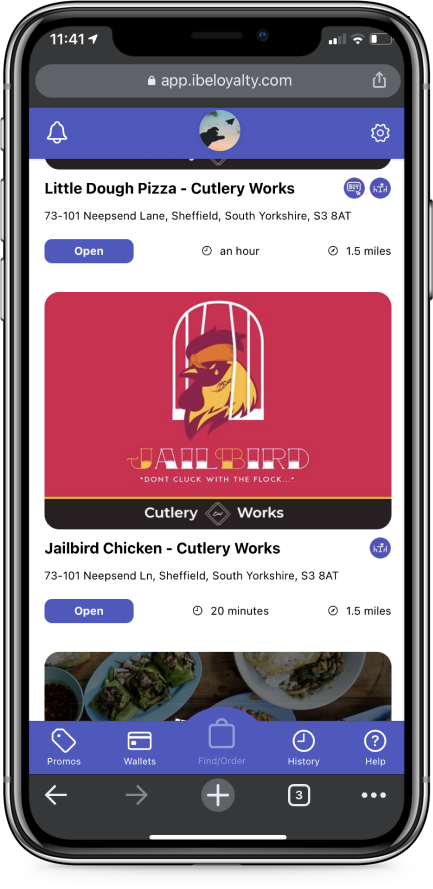 11:41
app.ibeloyalty.com
Little Dough Pizza - Cutlery Works
BUY
73-101 Neepsend Lane, Sheffield, South Yorkshire, S3 8AT
Open
an hour
1.5 miles
JAILBIRD
"DONT CLUCK WITH THE FLOCK..."
Cutlery Works
Jailbird Chicken - Cutlery Works
73-101 Neepsend Ln, Sheffield, South Yorkshire, S3 8AT
Open
20 minutes
1.5 miles
Promos
Wallets
Find/Order
History
Help
3